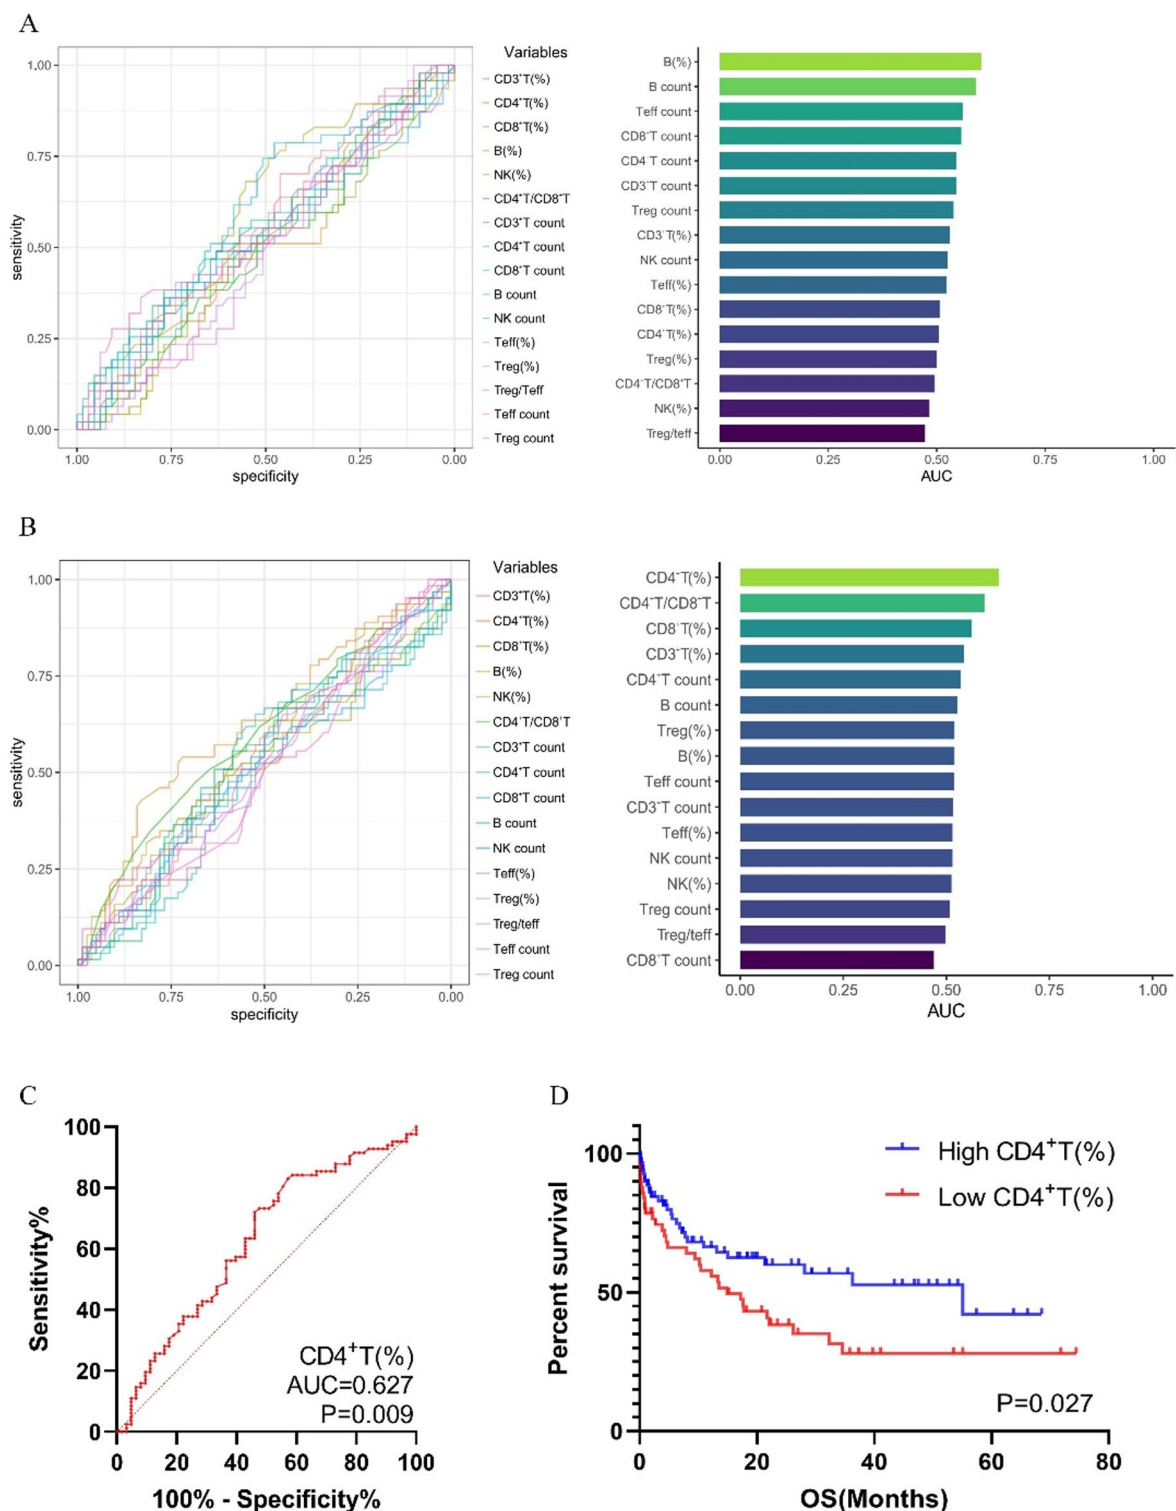 A
Variables
CD3⁺T(%)
CD4⁺T(%)
CD8⁺T(%)
B(%)
NK(%)
CD4⁺T/CD8⁺T
CD3⁺T count
CD4⁺T count
CD8⁺T count
B count
NK count
Teff(%)
Treg(%)
Treg/Teff
Teff count
Treg count
1.00
0.75
0.50
0.25
0.00
sensitivity
1.00
0.75
0.50
0.25
0.00
specificity
B(%)
B count
Teff count
CD8⁺T count
CD4⁺T count
CD3⁺T count
Treg count
CD3⁺T(%)
NK count
Teff(%)
CD8⁺T(%)
CD4⁺T(%)
Treg(%)
CD4⁺T/CD8⁺T
NK(%)
Treg/teff
0.00
0.25
0.50
0.75
1.00
AUC
B
Variables
CD3⁺T(%)
CD4⁺T(%)
CD8⁺T(%)
B(%)
NK(%)
CD4⁺T/CD8⁺T
CD3⁺T count
CD4⁺T count
CD8⁺T count
B count
NK count
Teff(%)
Treg(%)
Treg/teff
Teff count
Treg count
1.00
0.75
0.50
0.25
0.00
sensitivity
1.00
0.75
0.50
0.25
0.00
specificity
CD4⁺T(%)
CD4⁺T/CD8⁺T
CD8⁺T(%)
CD3⁺T(%)
CD4⁺T count
B count
Treg(%)
B(%)
Teff count
CD3⁺T count
Teff(%)
NK count
NK(%)
Treg count
Treg/teff
CD8⁺T count
0.00
0.25
0.50
0.75
1.00
AUC
C
100
80
60
40
20
0
Sensitivity%
CD4⁺T(%)
AUC=0.627
P=0.009
0
20
40
60
80
100
100% - Specificity%
D
100
50
0
Percent survival
High CD4⁺T(%)
Low CD4⁺T(%)
P=0.027
0
20
40
60
80
OS(Months)